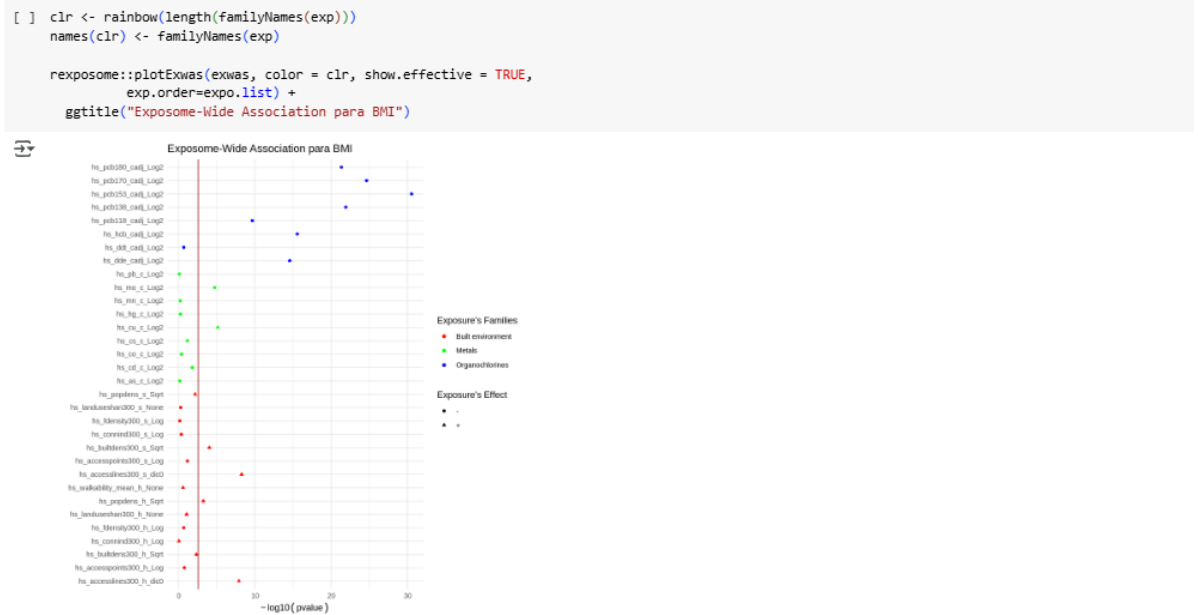 [ ] clr <- rainbow(length(familyNames(exp)))
names(clr) <- familyNames(exp)
rexposome::plotExwas(exwas, color = clr, show.effective = TRUE,
exp.order=expo.list) +
ggtitle("Exposome-Wide Association para BMI")
Exposome-Wide Association para BMI
hs_pcb180_cadj_Log2
hs_pcb170_cadj_Log2
hs_pcb153_cadj_Log2
hs_pcb138_cadj_Log2
hs_pcb118_cadj_Log2
hs_hcb_cadj_Log2
hs_ddt_cadj_Log2
hs_dde_cadj_Log2
hs_pb_c_Log2
hs_mo_c_Log2
hs_mn_c_Log2
hs_hg_c_Log2
hs_cu_c_Log2
hs_cs_c_Log2
hs_co_c_Log2
hs_cd_c_Log2
hs_as_c_Log2
hs_popdens_s_Sqrt
hs_landuseshan300_s_None
hs_fdensity300_s_Log
hs_connind300_s_Log
hs_builtdens300_s_Sqrt
hs_accesspoints300_s_Log
hs_accesslines300_s_dic0
hs_walkability_mean_h_None
hs_popdens_h_Sqrt
hs_landuseshan300_h_None
hs_fdensity300_h_Log
hs_connind300_h_Log
hs_builtdens300_h_Sqrt
hs_accesspoints300_h_Log
hs_accesslines300_h_dic0
0 10 20 30
−log10(pvalue)
Exposure's Families
Built environment
Metals
Organochlorines
Exposure's Effect
-
+